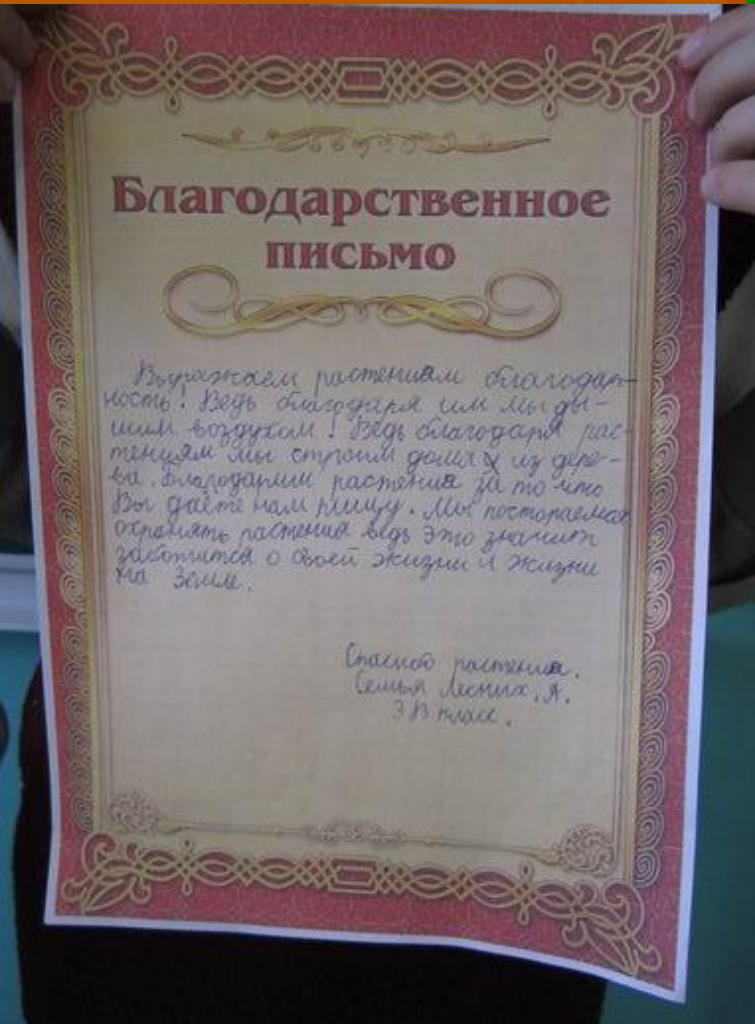 Благодарственное
письмо
Выражаем растениям благодар-
ность! Ведь благодаря им мы ды-
шим воздухом! Ведь благодаря рас-
тениям мы строим дома из дере-
ва. Благодарим растения за то что
Вы даёте нам пищу. Мы постораемся
охранять растения ведь это значит
заботится о своей жизни и жизни
на Земле.
Спасибо растения.
Семья Лесних. А.
3 В класс.